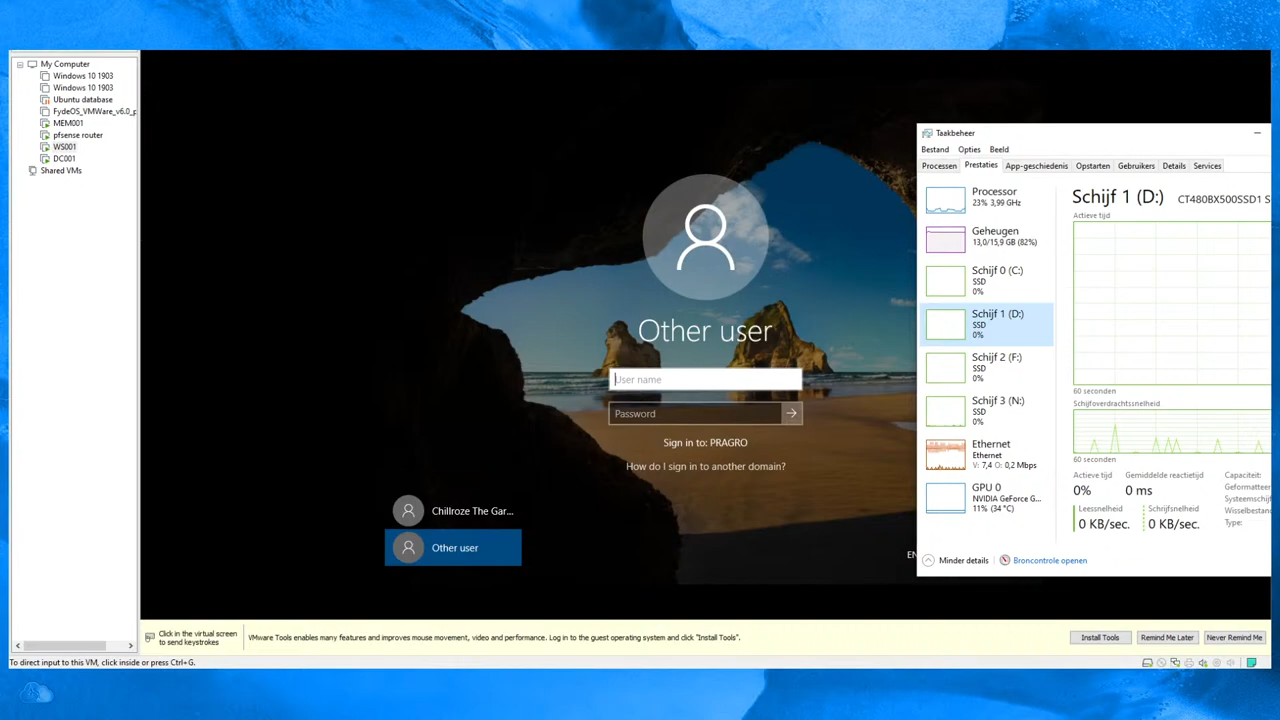 My Computer
Windows 10 1903
Windows 10 1903
Ubuntu database
FydeOS_VMWare_v6.0_p
MEM001
pfsense router
WS001
DC001
Shared VMs
Other user
User name
Password
Sign in to: PRAGRO
How do I sign in to another domain?
Chillroze The Gar...
Other user
EN
Taakbeheer
Bestand Opties Beeld
Processen Prestaties App-geschiedenis Opstarten Gebruikers Details Services
Processor
23% 3,99 GHz
Geheugen
13,0/15,9 GB (82%)
Schijf 0 (C:)
SSD
0%
Schijf 1 (D:)
SSD
0%
Schijf 2 (F:)
SSD
0%
Schijf 3 (N:)
SSD
0%
Ethernet
Ethernet
V: 7,4 O: 0,2 Mbps
GPU 0
NVIDIA GeForce G...
11% (34 °C)
Schijf 1 (D:) CT480BX500SSD1 S
Actieve tijd
60 seconden
Schijfoverdrachtssnelheid
60 seconden
Actieve tijd Gemiddelde reactietijd Capaciteit:
0% 0 ms
Geformatteer
Systeemschij
Leessnelheid Schrijfsnelheid Wisselbestan
0 KB/sec. 0 KB/sec. Type:
Minder details Broncontrole openen
Click in the virtual screen
to send keystrokes
VMware Tools enables many features and improves mouse movement, video and performance. Log in to the guest operating system and click "Install Tools".
Install Tools Remind Me Later Never Remind Me
To direct input to this VM, click inside or press Ctrl+G.